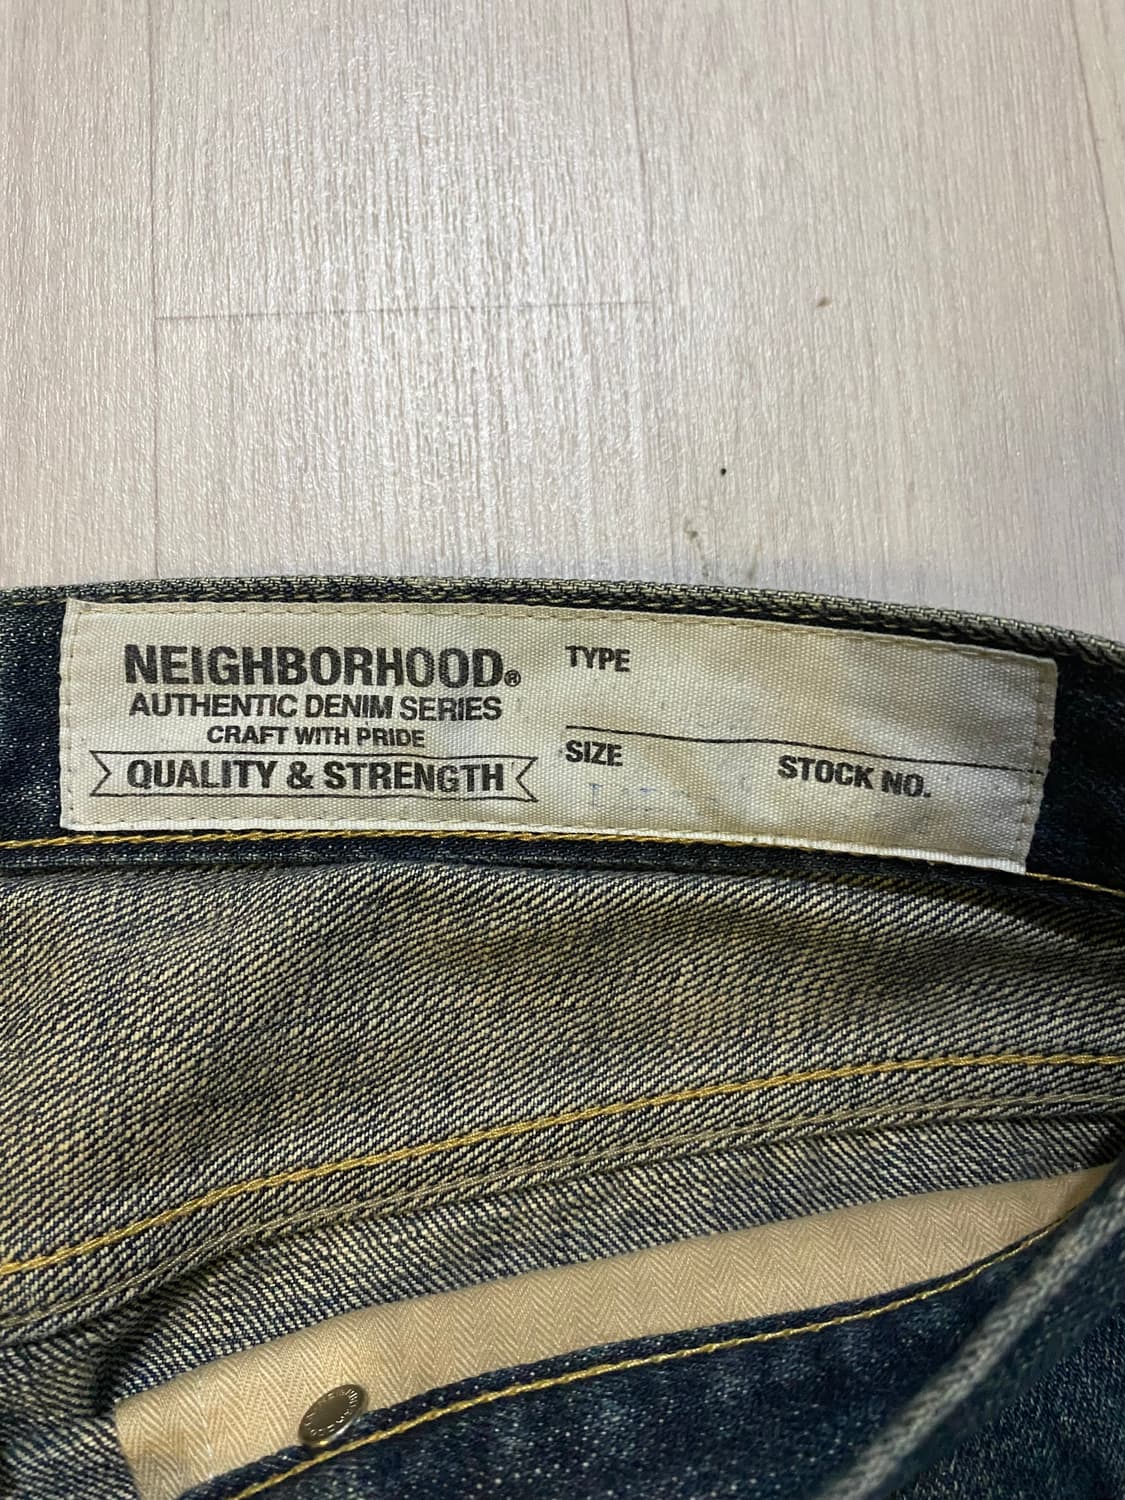 NEIGHBORHOOD®
AUTHENTIC DENIM SERIES
CRAFT WITH PRIDE
QUALITY & STRENGTH
TYPE
SIZE
STOCK NO.